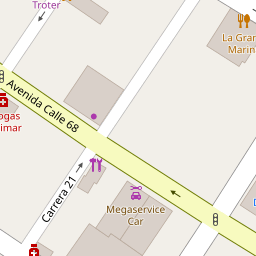 Troter
La Gran
Marin
Avenida Calle 68
ogas
imar
Carrera 21
Megaservice
Car